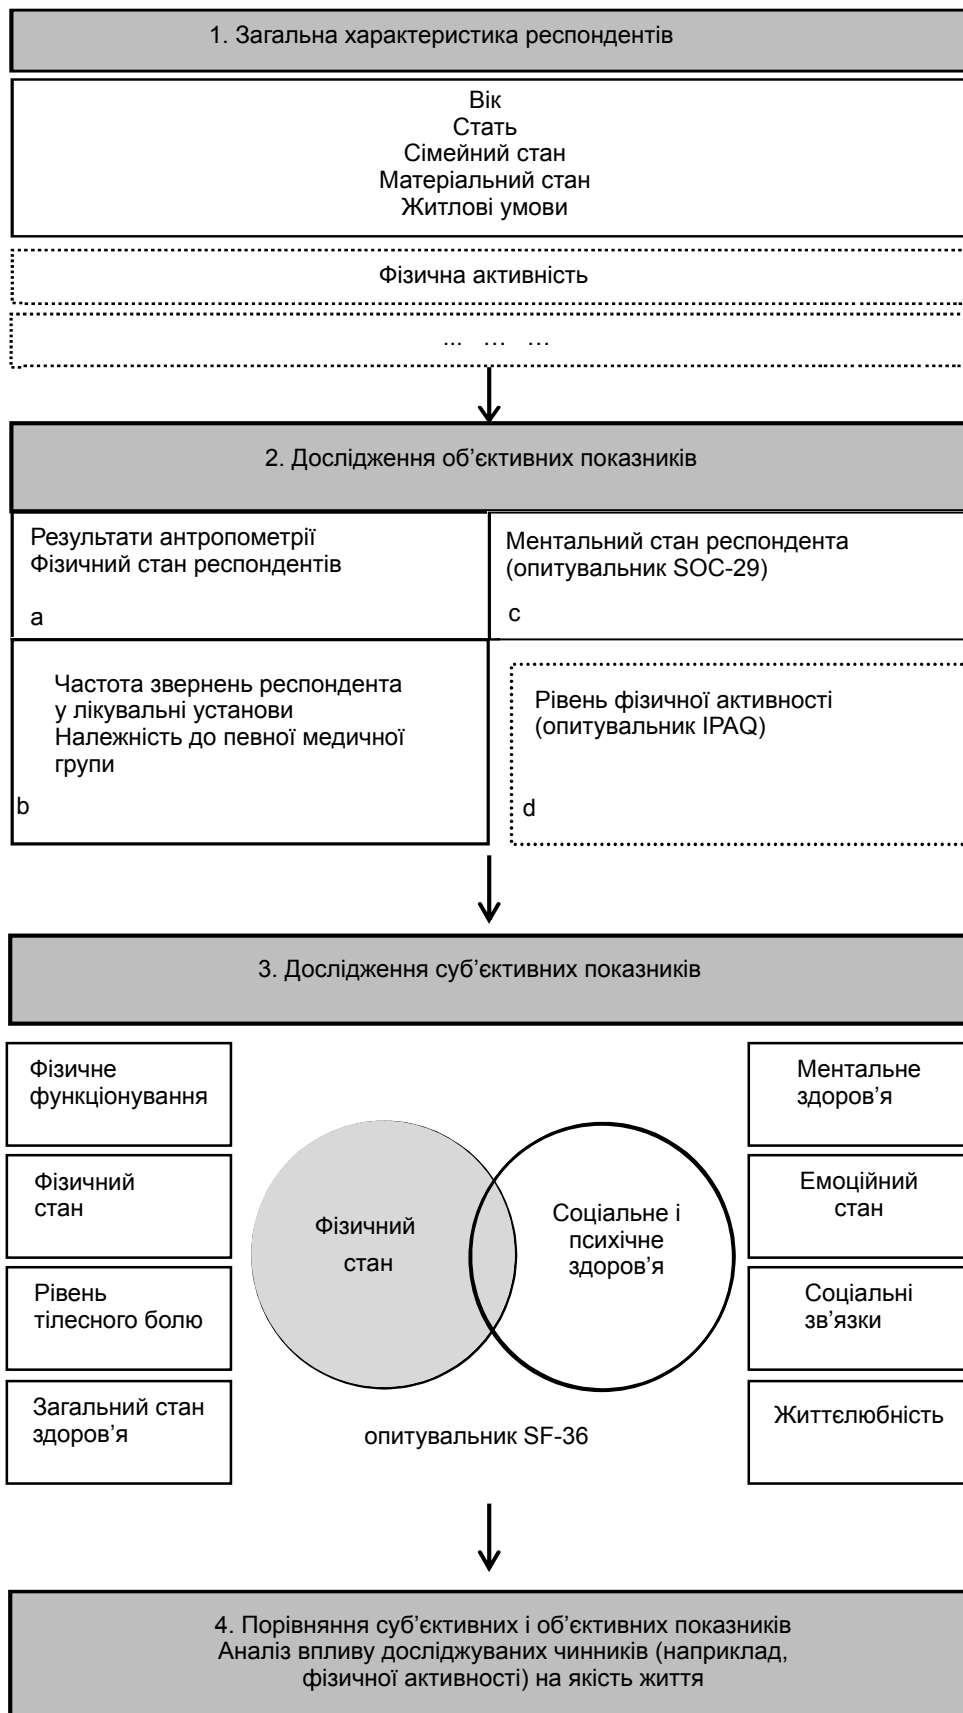 1. Загальна характеристика респондентів
Вік
Стать
Сімейний стан
Матеріальний стан
Житлові умови
Фізична активність
... … …
2. Дослідження об’єктивних показників
Результати антропометрії
Фізичний стан респондентів
a
Ментальний стан респондента
(опитувальник SOC-29)
c
Частота звернень респондента
у лікувальні установи
Належність до певної медичної
групи
b
Рівень фізичної активності
(опитувальник IPAQ)
d
3. Дослідження суб’єктивних показників
Фізичне
функціонування
Фізичний
стан
Рівень
тілесного болю
Загальний стан
здоров’я
Фізичний
стан
Соціальне і
психічне
здоров’я
опитувальник SF-36
Ментальне
здоров’я
Емоційний
стан
Соціальні
зв’язки
Життєлюбність
4. Порівняння суб’єктивних і об’єктивних показників
Аналіз впливу досліджуваних чинників (наприклад,
фізичної активності) на якість життя